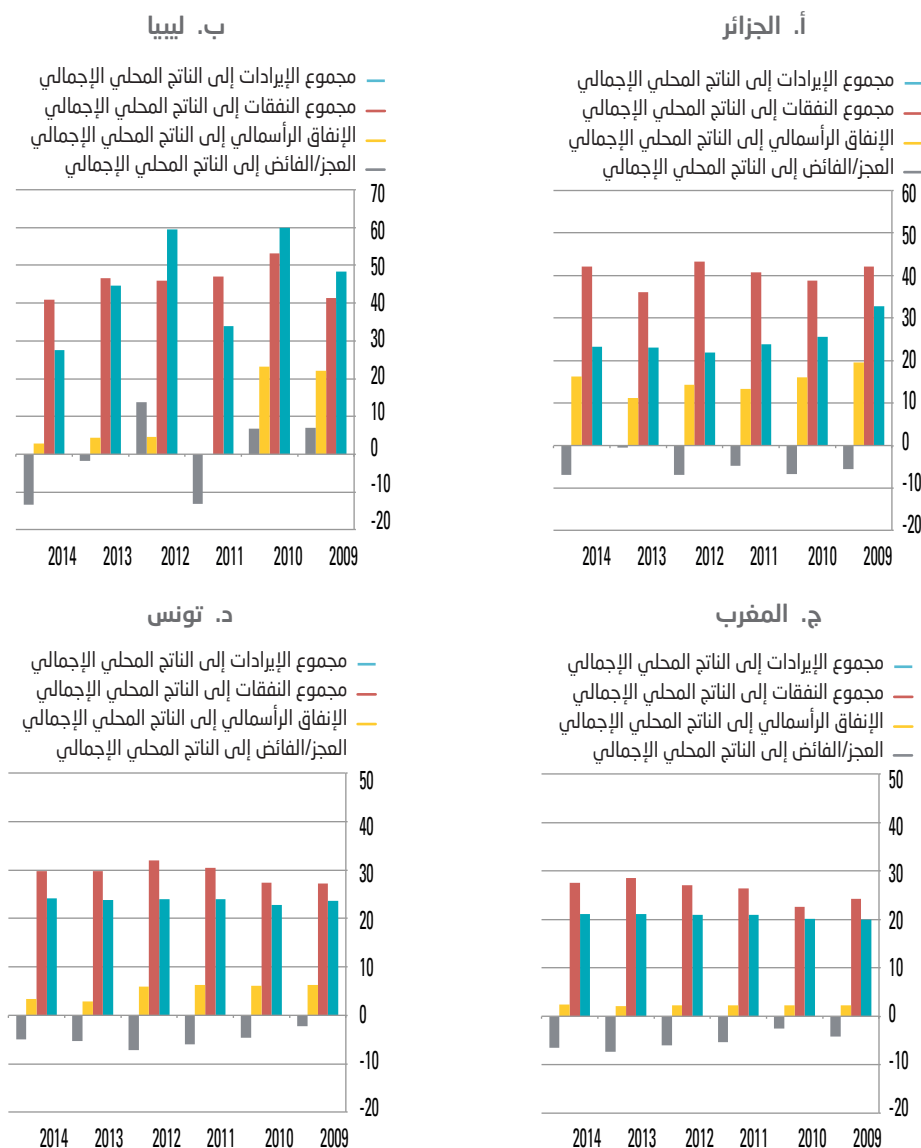 أ. الجزائر
مجموع الإيرادات إلى الناتج المحلي الإجمالي
مجموع النفقات إلى الناتج المحلي الإجمالي
الإنفاق الرأسمالي إلى الناتج المحلي الإجمالي
العجز/الفائض إلى الناتج المحلي الإجمالي
60
50
40
30
20
10
0
-10
-20
2014 2013 2012 2011 2010 2009
ب. ليبيا
مجموع الإيرادات إلى الناتج المحلي الإجمالي
مجموع النفقات إلى الناتج المحلي الإجمالي
الإنفاق الرأسمالي إلى الناتج المحلي الإجمالي
العجز/الفائض إلى الناتج المحلي الإجمالي
70
60
50
40
30
20
10
0
-10
-20
2014 2013 2012 2011 2010 2009
ج. المغرب
مجموع الإيرادات إلى الناتج المحلي الإجمالي
مجموع النفقات إلى الناتج المحلي الإجمالي
الإنفاق الرأسمالي إلى الناتج المحلي الإجمالي
العجز/الفائض إلى الناتج المحلي الإجمالي
50
40
30
20
10
0
-10
-20
2014 2013 2012 2011 2010 2009
د. تونس
مجموع الإيرادات إلى الناتج المحلي الإجمالي
مجموع النفقات إلى الناتج المحلي الإجمالي
الإنفاق الرأسمالي إلى الناتج المحلي الإجمالي
العجز/الفائض إلى الناتج المحلي الإجمالي
50
40
30
20
10
0
-10
-20
2014 2013 2012 2011 2010 2009